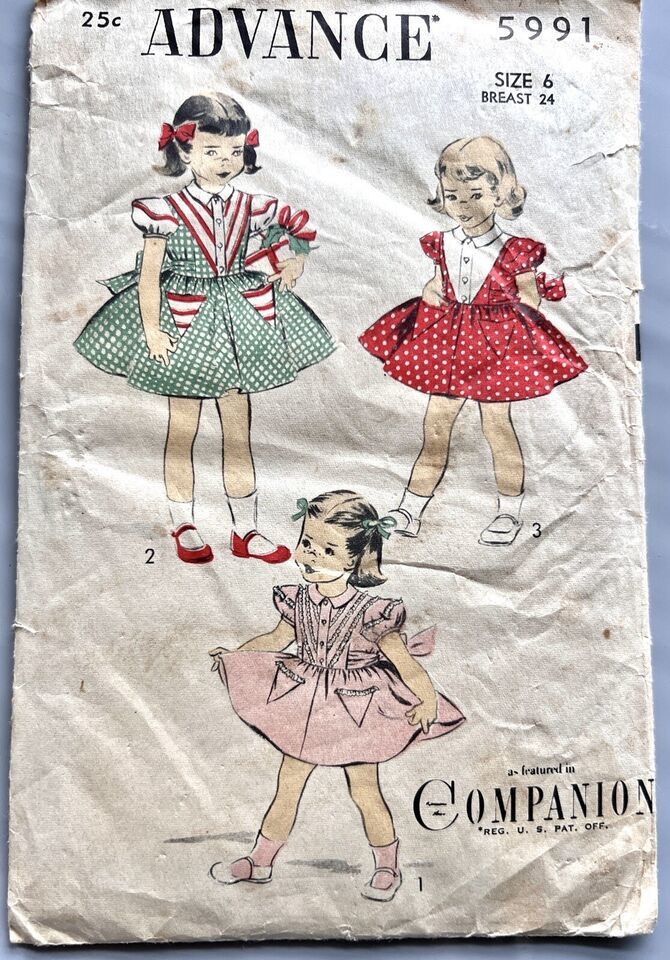 25c ADVANCE* 5991
SIZE 6
BREAST 24
2
3
as featured in
COMPANION
*REG. U. S. PAT. OFF.
1